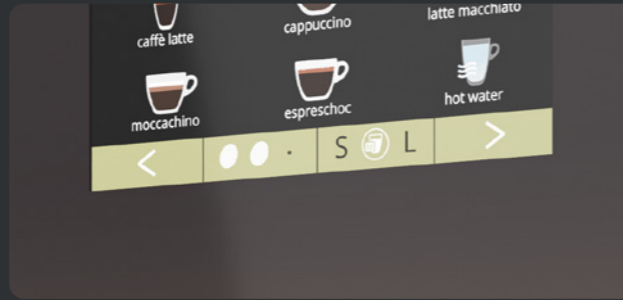 caffè latte
cappuccino
latte macchiato
moccachino
espreschoc
hot water
S L